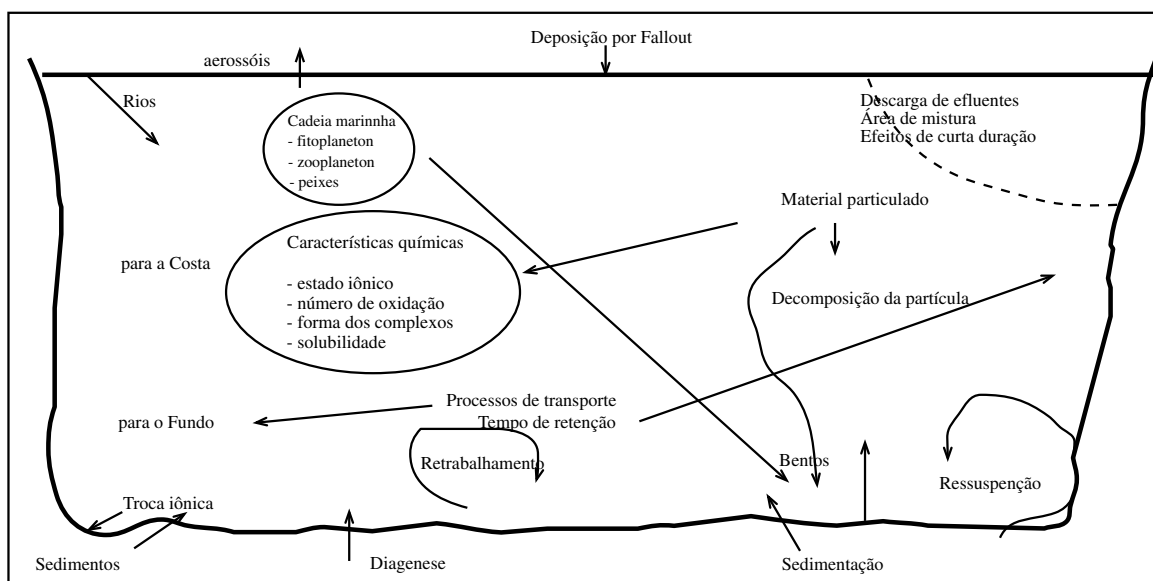 Deposição por Fallout
aerossóis
Rios
Descarga de efluentes
Área de mistura
Efeitos de curta duração
Cadeia marinnha
- fitoplaneton
- zooplaneton
- peixes
Material particulado
Características químicas
para a Costa
- estado iônico
- número de oxidação
- forma dos complexos
- solubilidade
Decomposição da partícula
Processos de transporte
Tempo de retenção
para o Fundo
Retrabalhamento
Bentos
Ressuspenção
Troca iônica
Sedimentos
Diagenese
Sedimentação